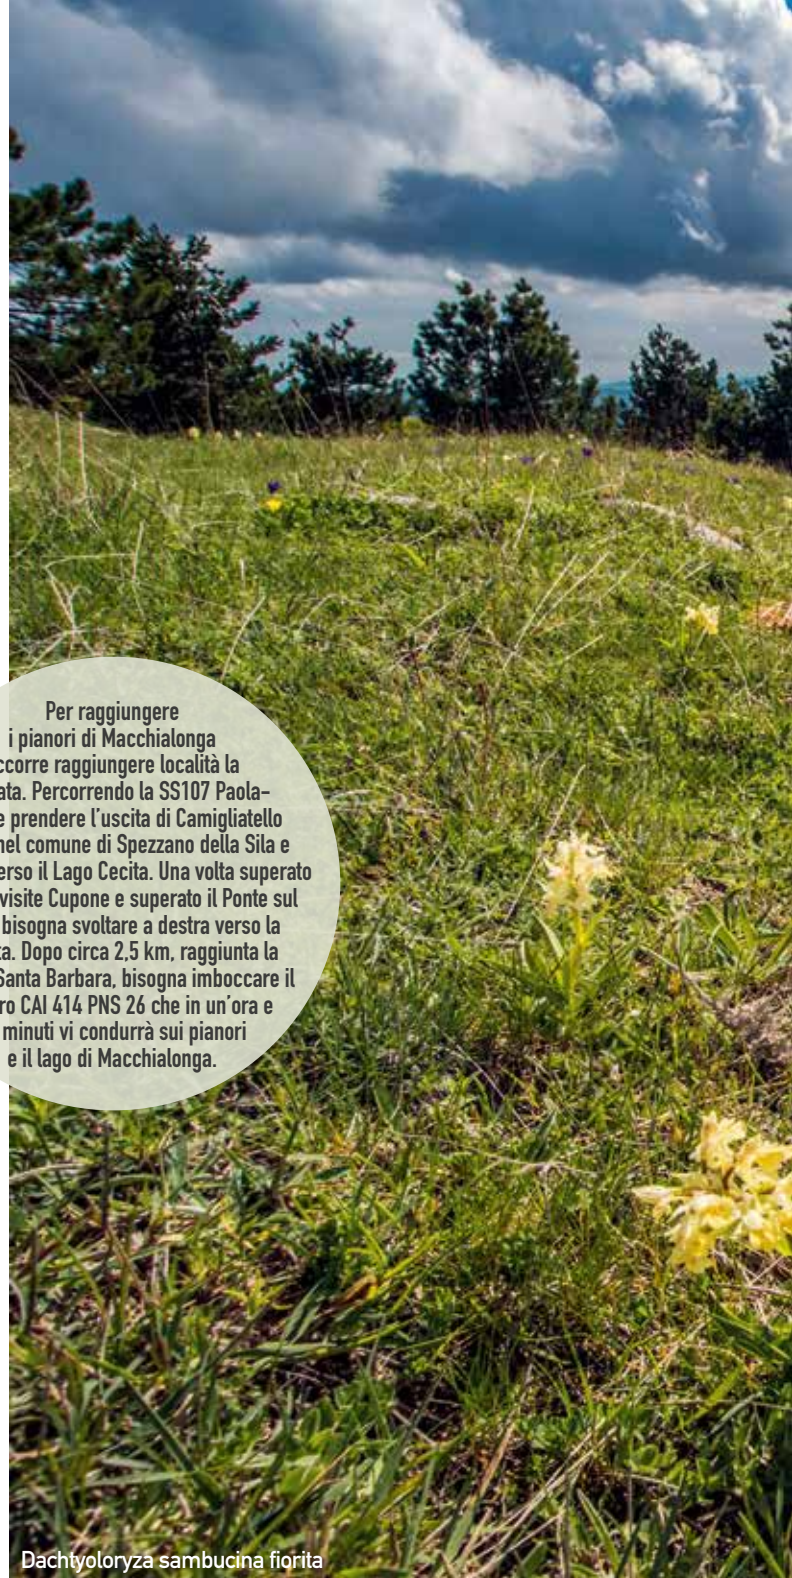 Per raggiungere
i pianori di Macchialonga
ccorre raggiungere località la
ata. Percorrendo la SS107 Paola-
e prendere l'uscita di Camigliatello
nel comune di Spezzano della Sila e
erso il Lago Cecita. Una volta superato
visite Cupone e superato il Ponte sul
bisogna svoltare a destra verso la
ta. Dopo circa 2,5 km, raggiunta la
Santa Barbara, bisogna imboccare il
ro CAI 414 PNS 26 che in un'ora e
minuti vi condurrà sui pianori
e il lago di Macchialonga.
Dachtyoloryza sambucina fiorita